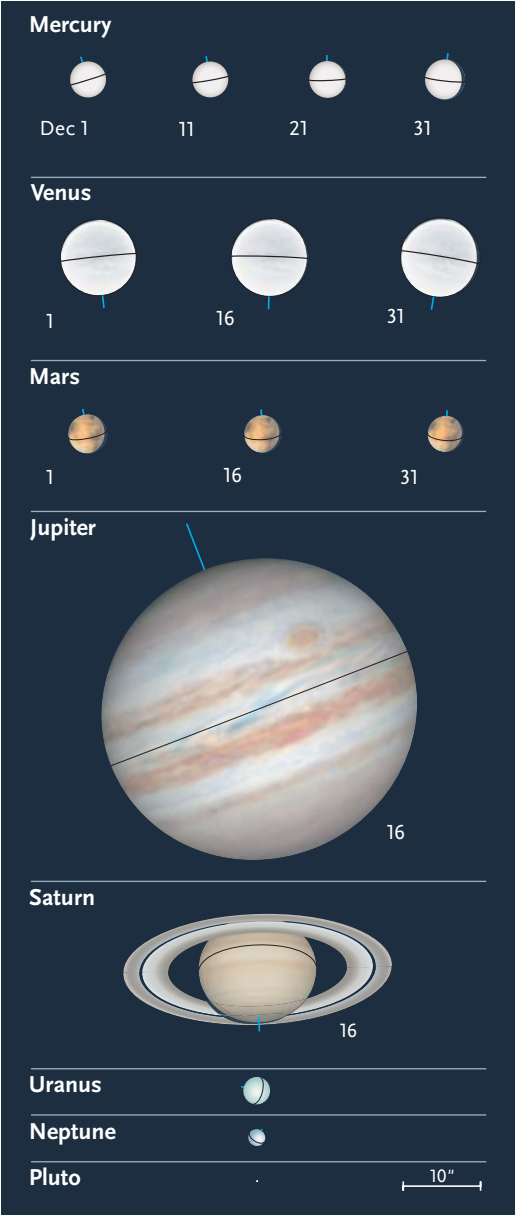 Mercury
Dec 1 11 21 31
Venus
1 16 31
Mars
1 16 31
Jupiter
16
Saturn
16
Uranus
Neptune
Pluto
10"